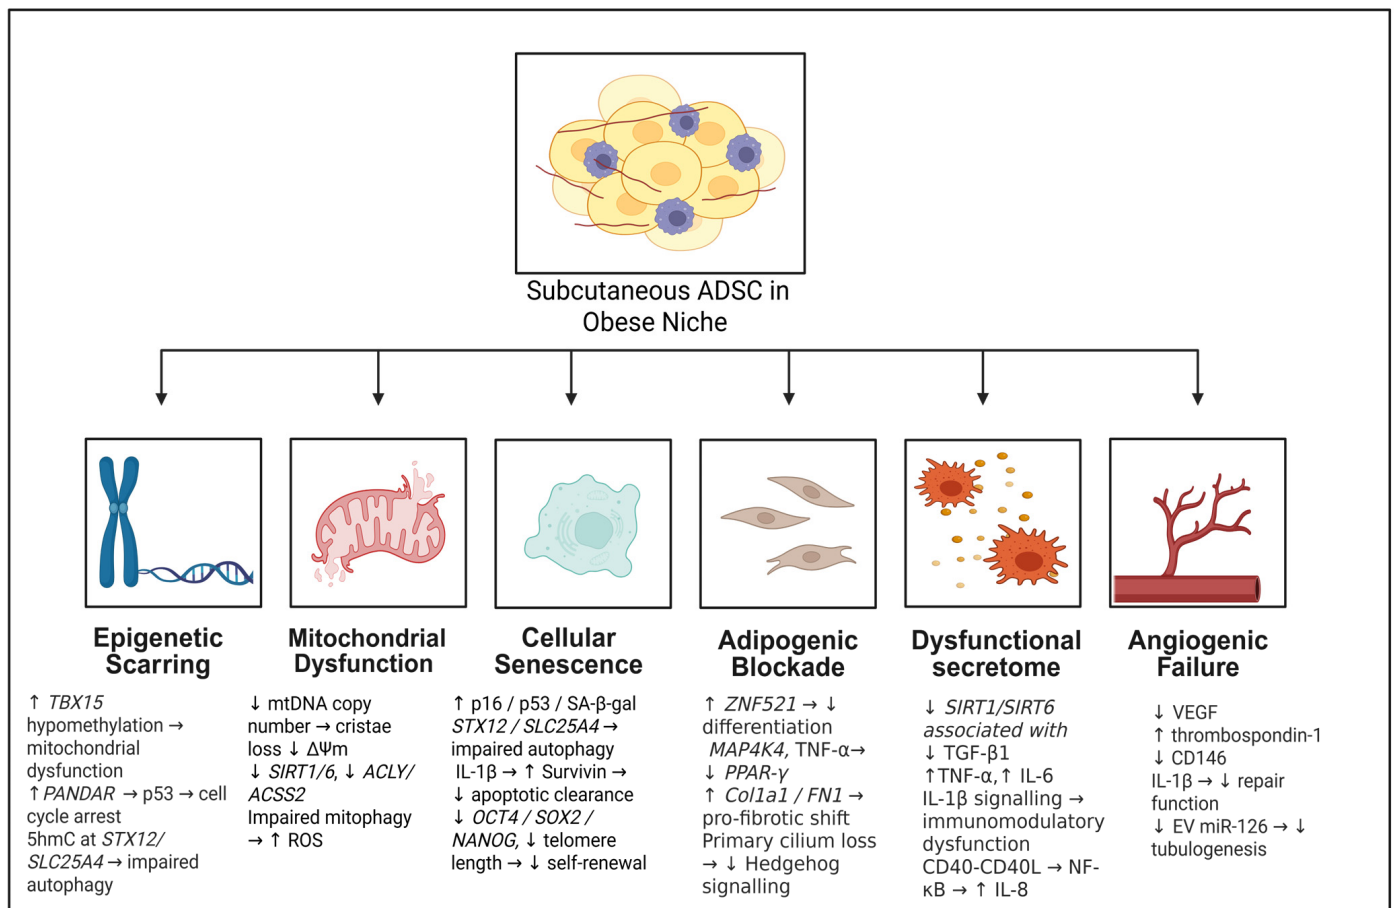 Subcutaneous ADSC in
Obese Niche
Epigenetic
Scarring
↑ TBX15
hypomethylation →
mitochondrial
dysfunction
↑PANDAR → p53 → cell
cycle arrest
5hmC at STX12/
SLC25A4 → impaired
autophagy
Mitochondrial
Dysfunction
↓ mtDNA copy
number → cristae
loss ↓ ΔΨm
↓ SIRT1/6, ↓ ACLY/
ACSS2
Impaired mitophagy
→ ↑ ROS
Cellular
Senescence
↑ p16 / p53 / SA-β-gal
STX12 / SLC25A4 →
impaired autophagy
IL-1β → ↑ Survivin →
↓ apoptotic clearance
↓ OCT4 / SOX2 /
NANOG, ↓ telomere
length → ↓ self-renewal
Adipogenic
Blockade
↑ ZNF521 → ↓
differentiation
MAP4K4, TNF-α→
↓ PPAR-γ
↑ Col1a1 / FN1 →
pro-fibrotic shift
Primary cilium loss
→ ↓ Hedgehog
signalling
Dysfunctional
secretome
↓ SIRT1/SIRT6
associated with
↓ TGF-β1
↑TNF-α,↑ IL-6
IL-1β signalling →
immunomodulatory
dysfunction
CD40-CD40L → NF-
κB → ↑ IL-8
Angiogenic
Failure
↓ VEGF
↑ thrombospondin-1
↓ CD146
IL-1β → ↓ repair
function
↓ EV miR-126 → ↓
tubulogenesis